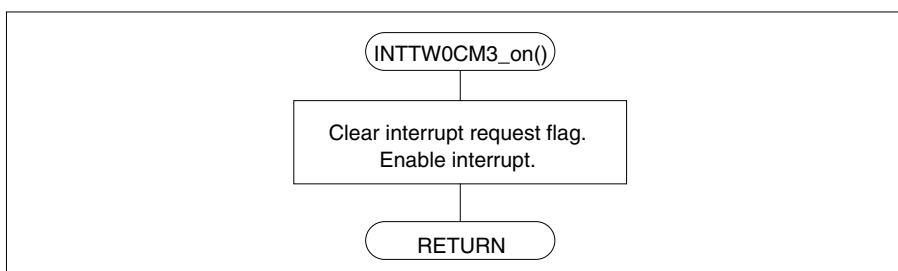 INTTW0CM3_on()
Clear interrupt request flag.
Enable interrupt.
RETURN